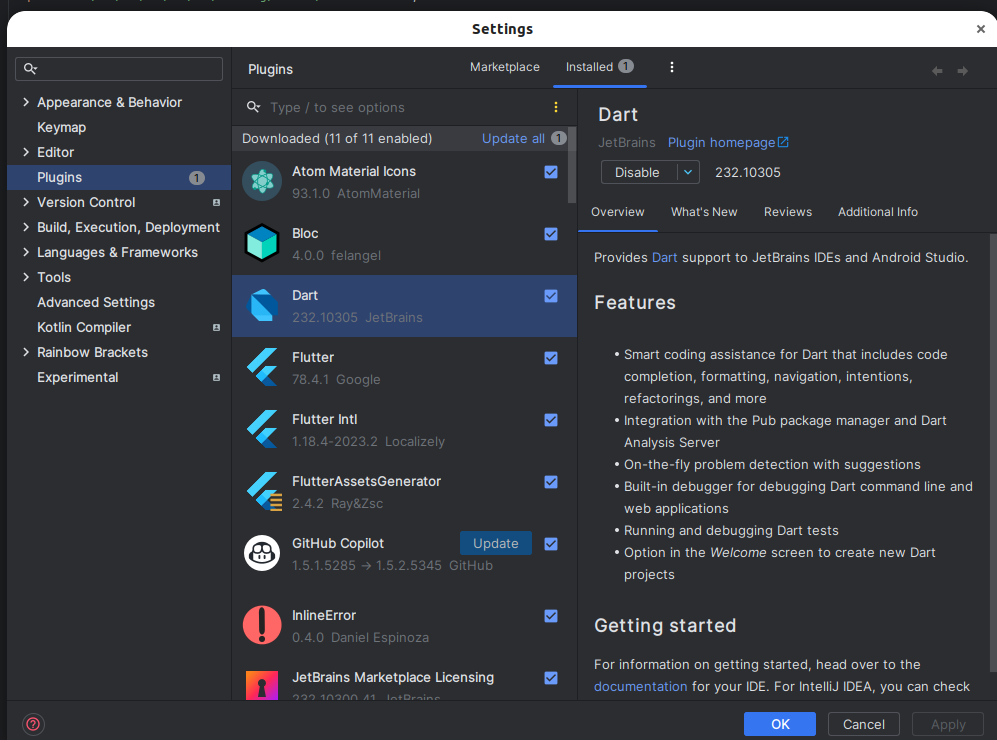 Settings
Plugins
Marketplace
Installed 1
Type / to see options
Appearance & Behavior
Keymap
Editor
Plugins 1
Version Control
Build, Execution, Deployment
Languages & Frameworks
Tools
Advanced Settings
Kotlin Compiler
Rainbow Brackets
Experimental
Downloaded (11 of 11 enabled) Update all 1
Atom Material Icons
93.1.0 AtomMaterial
Bloc
4.0.0 felangel
Dart
232.10305 JetBrains
Flutter
78.4.1 Google
Flutter Intl
1.18.4-2023.2 Localizely
FlutterAssetsGenerator
2.4.2 Ray&Zsc
GitHub Copilot Update
1.5.1.5285 → 1.5.2.5345 GitHub
InlineError
0.4.0 Daniel Espinoza
JetBrains Marketplace Licensing
232.10300.41 JetBrains
Dart
JetBrains Plugin homepage
Disable 232.10305
Overview What's New Reviews Additional Info
Provides Dart support to JetBrains IDEs and Android Studio.
Features
• Smart coding assistance for Dart that includes code
completion, formatting, navigation, intentions,
refactorings, and more
• Integration with the Pub package manager and Dart
Analysis Server
• On-the-fly problem detection with suggestions
• Built-in debugger for debugging Dart command line and
web applications
• Running and debugging Dart tests
• Option in the Welcome screen to create new Dart
projects
Getting started
For information on getting started, head over to the
documentation for your IDE. For IntelliJ IDEA, you can check
OK Cancel Apply